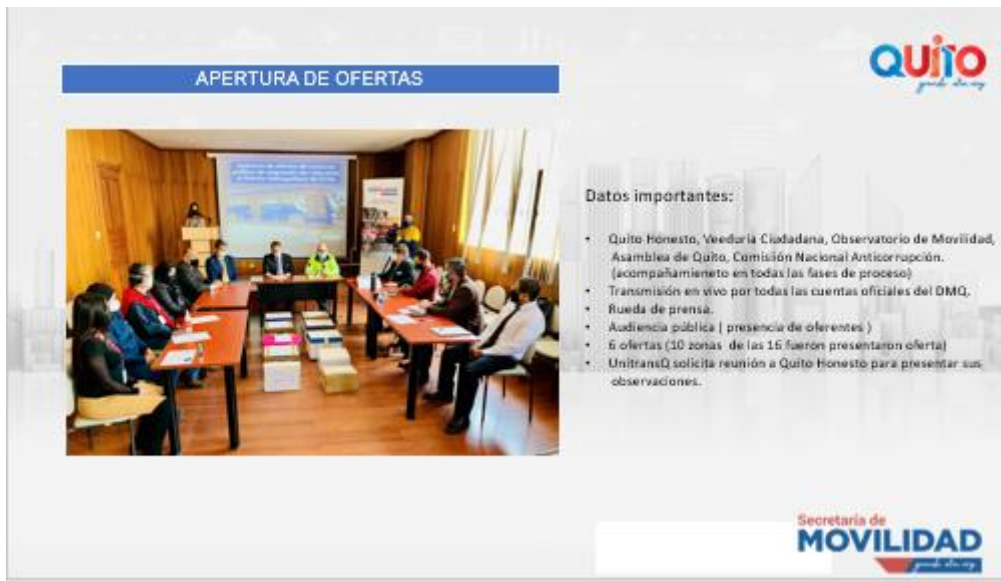 APERTURA DE OFERTAS
QUITO
grande otra vez
MOVILIDAD
Datos importantes:
• Quito Honesto, Veeduría Ciudadana, Observatorio de Movilidad,
Asamblea de Quito, Comisión Nacional Anticorrupción.
(acompañamieneto en todas las fases de proceso)
• Transmisión en vivo por todas las cuentas oficiales del DMQ.
• Rueda de prensa.
• Audiencia pública ( presencia de oferentes )
• 6 ofertas (10 zonas de las 16 fueron presentaron oferta)
• UnitransQ solicita reunión a Quito Honesto para presentar sus
observaciones.
Secretaría de
MOVILIDAD
grande otra vez